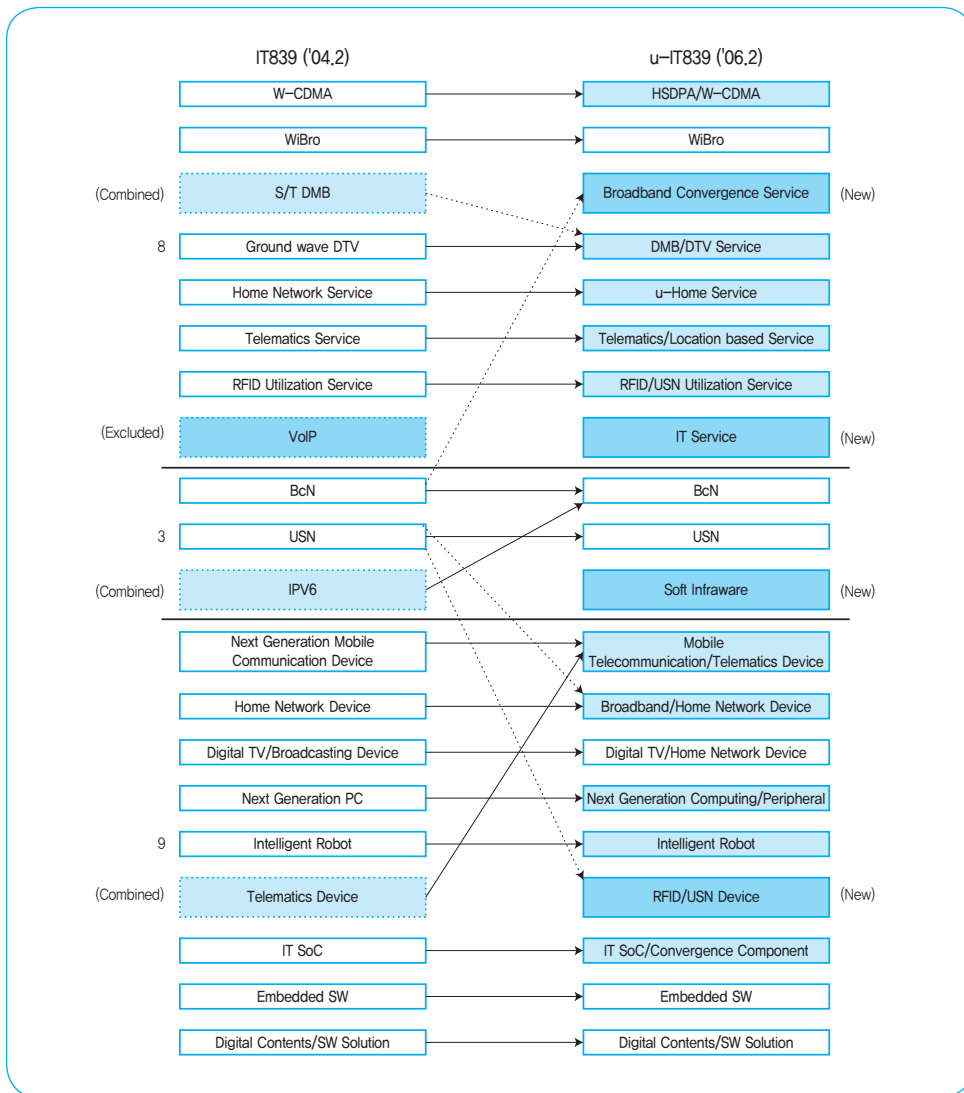 IT839 ('04.2) u-IT839 ('06.2)
W-CDMA HSDPA/W-CDMA
WiBro WiBro
(Combined) S/T DMB Broadband Convergence Service (New)
8 Ground wave DTV DMB/DTV Service
Home Network Service u-Home Service
Telematics Service Telematics/Location based Service
RFID Utilization Service RFID/USN Utilization Service
(Excluded) VoIP IT Service (New)
BcN BcN
3 USN USN
(Combined) IPV6 Soft Infraware (New)
Next Generation Mobile Mobile
Communication Device Telecommunication/Telematics Device
Home Network Device Broadband/Home Network Device
Digital TV/Broadcasting Device Digital TV/Home Network Device
Next Generation PC Next Generation Computing/Peripheral
9 Intelligent Robot Intelligent Robot
(Combined) Telematics Device RFID/USN Device (New)
IT SoC IT SoC/Convergence Component
Embedded SW Embedded SW
Digital Contents/SW Solution Digital Contents/SW Solution